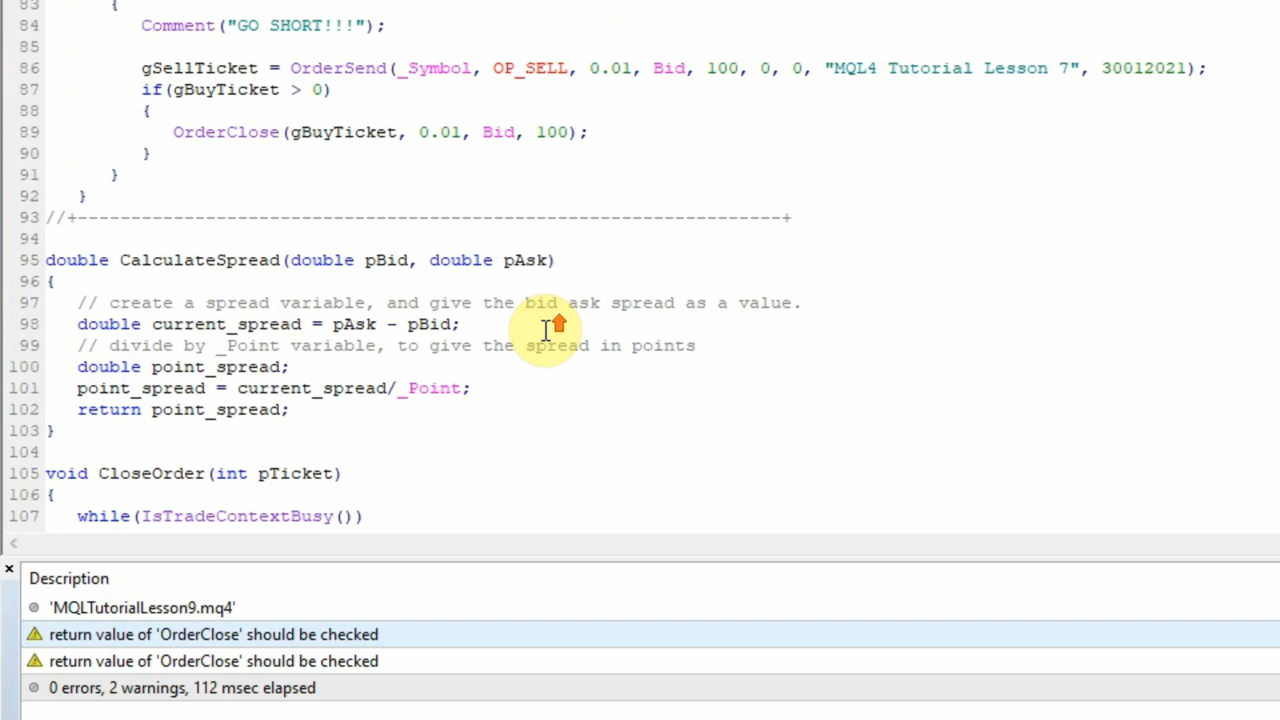 83 {
84 Comment("GO SHORT!!!");
85
86 gSellTicket = OrderSend(_Symbol, OP_SELL, 0.01, Bid, 100, 0, 0, "MQL4 Tutorial Lesson 7", 30012021);
87 if(gBuyTicket > 0)
88 {
89 OrderClose(gBuyTicket, 0.01, Bid, 100);
90 }
91 }
92 }
93 //+------------------------------------------------------------------+
94
95 double CalculateSpread(double pBid, double pAsk)
96 {
97 // create a spread variable, and give the bid ask spread as a value.
98 double current_spread = pAsk - pBid;
99 // divide by _Point variable, to give the spread in points
100 double point_spread;
101 point_spread = current_spread/_Point;
102 return point_spread;
103 }
104
105 void CloseOrder(int pTicket)
106 {
107 while(IsTradeContextBusy())
Description
'MQLTutorialLesson9.mq4'
return value of 'OrderClose' should be checked
return value of 'OrderClose' should be checked
0 errors, 2 warnings, 112 msec elapsed